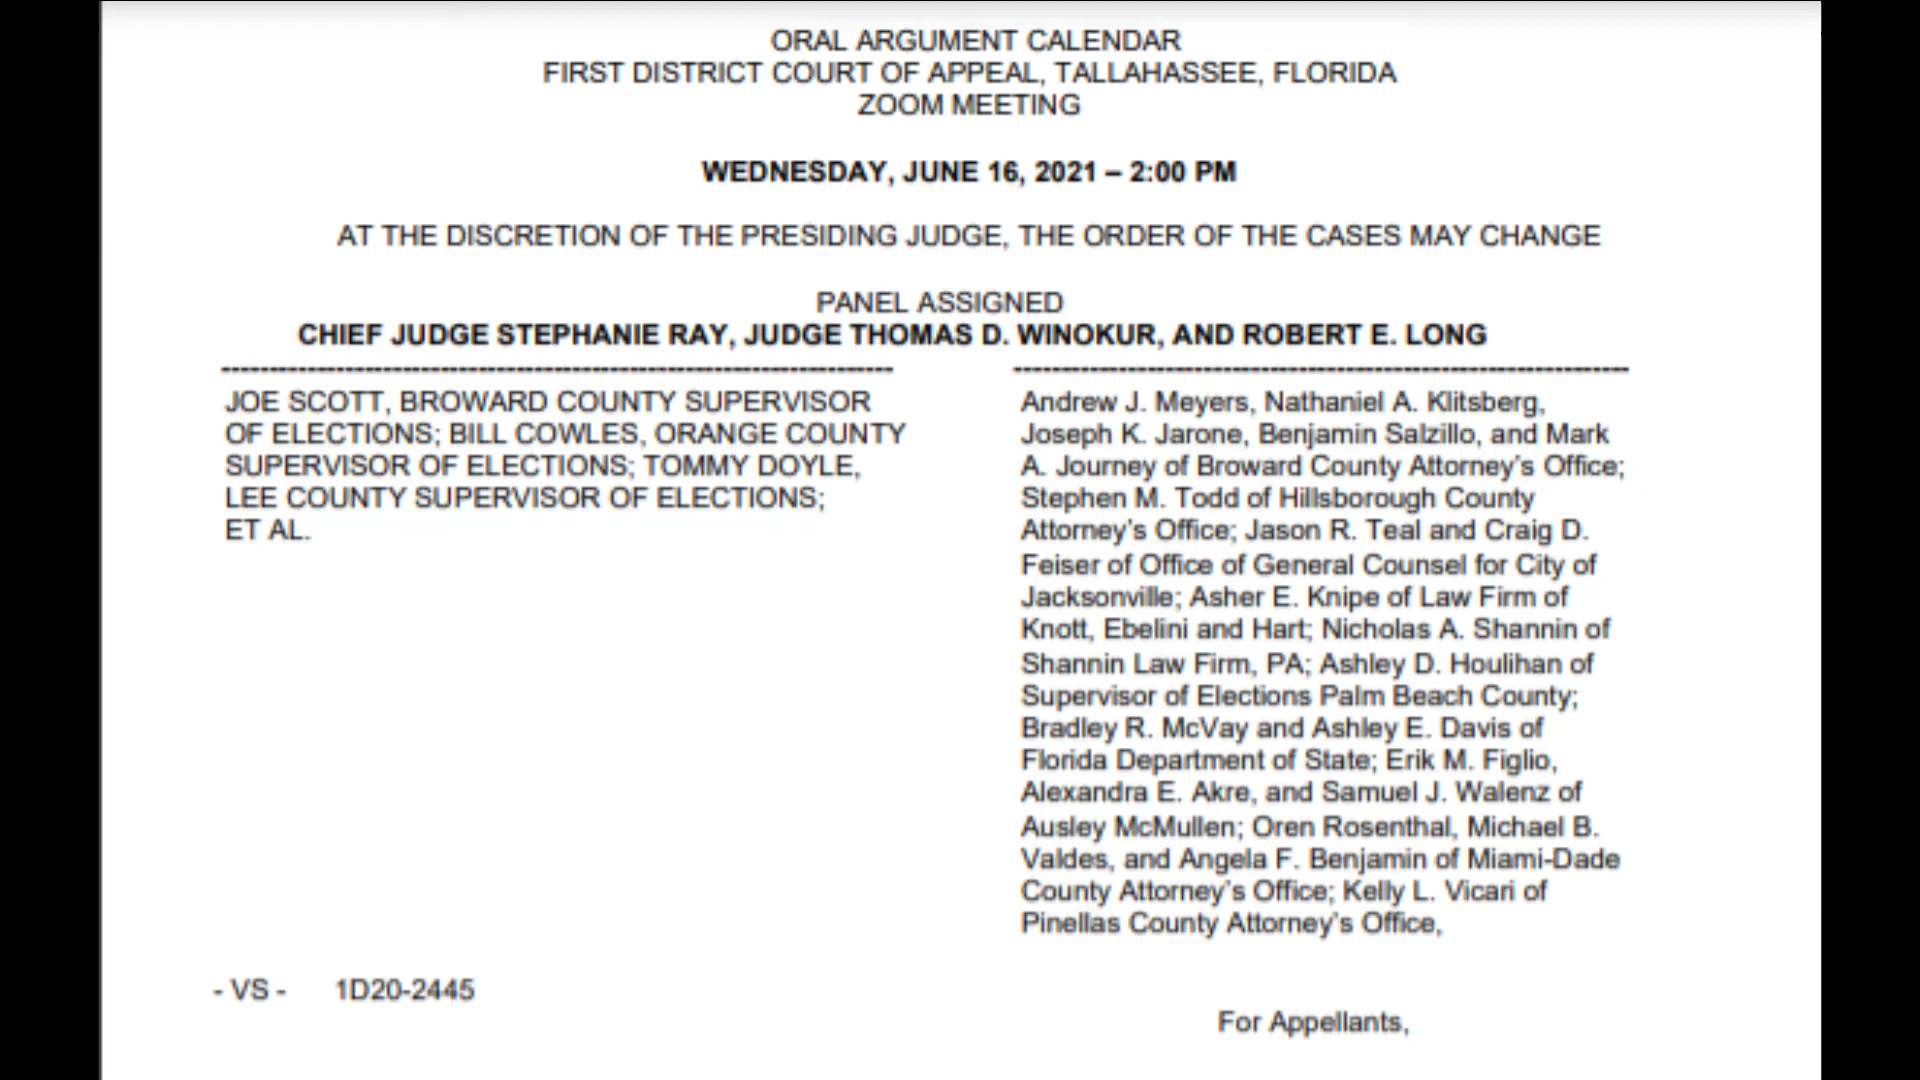 ORAL ARGUMENT CALENDAR
FIRST DISTRICT COURT OF APPEAL, TALLAHASSEE, FLORIDA
ZOOM MEETING
WEDNESDAY, JUNE 16, 2021 – 2:00 PM
AT THE DISCRETION OF THE PRESIDING JUDGE, THE ORDER OF THE CASES MAY CHANGE
PANEL ASSIGNED
CHIEF JUDGE STEPHANIE RAY, JUDGE THOMAS D. WINOKUR, AND ROBERT E. LONG
JOE SCOTT, BROWARD COUNTY SUPERVISOR
OF ELECTIONS; BILL COWLES, ORANGE COUNTY
SUPERVISOR OF ELECTIONS; TOMMY DOYLE,
LEE COUNTY SUPERVISOR OF ELECTIONS;
ET AL.
Andrew J. Meyers, Nathaniel A. Klitsberg,
Joseph K. Jarone, Benjamin Salzillo, and Mark
A. Journey of Broward County Attorney's Office;
Stephen M. Todd of Hillsborough County
Attorney's Office; Jason R. Teal and Craig D.
Feiser of Office of General Counsel for City of
Jacksonville; Asher E. Knipe of Law Firm of
Knott, Ebelini and Hart; Nicholas A. Shannin of
Shannin Law Firm, PA; Ashley D. Houlihan of
Supervisor of Elections Palm Beach County;
Bradley R. McVay and Ashley E. Davis of
Florida Department of State; Erik M. Figlio,
Alexandra E. Akre, and Samuel J. Walenz of
Ausley McMullen; Oren Rosenthal, Michael B.
Valdes, and Angela F. Benjamin of Miami-Dade
County Attorney's Office; Kelly L. Vicari of
Pinellas County Attorney's Office,
- VS - 1D20-2445
For Appellants,